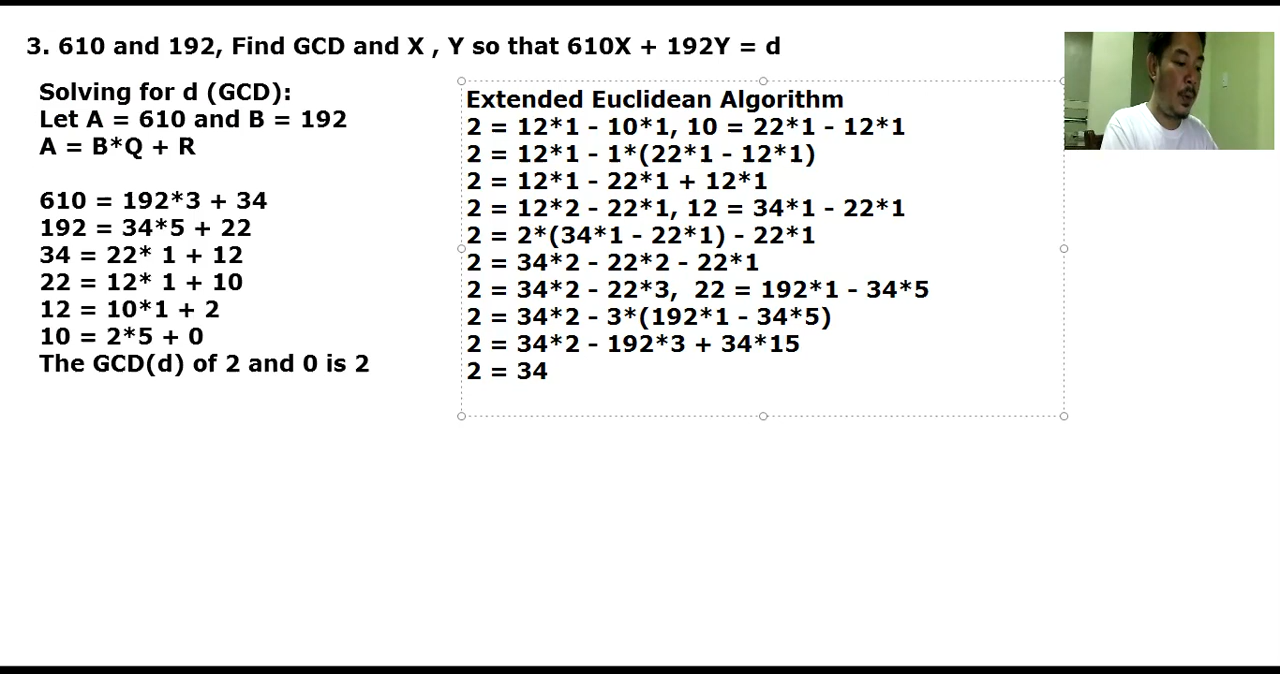 3. 610 and 192, Find GCD and X , Y so that 610X + 192Y = d
Solving for d (GCD):
Let A = 610 and B = 192
A = B*Q + R
610 = 192*3 + 34
192 = 34*5 + 22
34 = 22* 1 + 12
22 = 12* 1 + 10
12 = 10*1 + 2
10 = 2*5 + 0
The GCD(d) of 2 and 0 is 2
Extended Euclidean Algorithm
2 = 12*1 - 10*1, 10 = 22*1 - 12*1
2 = 12*1 - 1*(22*1 - 12*1)
2 = 12*1 - 22*1 + 12*1
2 = 12*2 - 22*1, 12 = 34*1 - 22*1
2 = 2*(34*1 - 22*1) - 22*1
2 = 34*2 - 22*2 - 22*1
2 = 34*2 - 22*3, 22 = 192*1 - 34*5
2 = 34*2 - 3*(192*1 - 34*5)
2 = 34*2 - 192*3 + 34*15
2 = 34